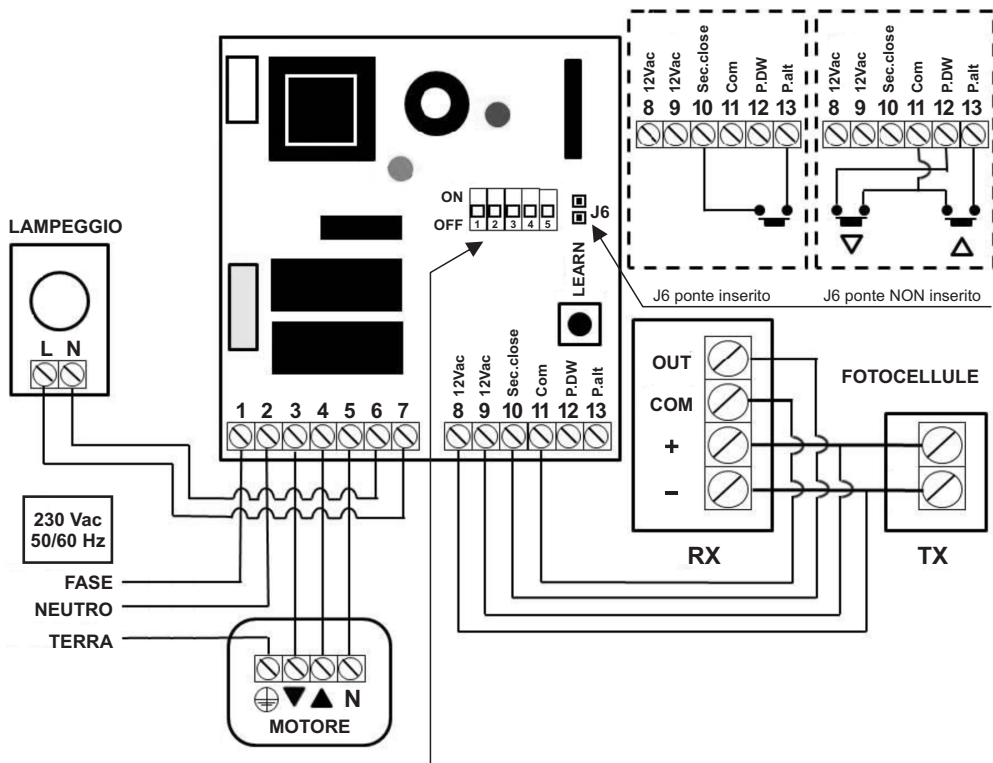 8 12Vac
9 12Vac
10 Sec.close
11 Com
12 P.DW
13 P.alt
8 12Vac
9 12Vac
10 Sec.close
11 Com
12 P.DW
13 P.alt
J6 ponte inserito
J6 ponte NON inserito
ON
OFF
1 2 3 4 5
J6
LEARN
LAMPEGGIO
L N
1 2 3 4 5 6 7
8 12Vac
9 12Vac
10 Sec.close
11 Com
12 P.DW
13 P.alt
OUT
COM
+
−
RX
FOTOCELLULE
TX
230 Vac
50/60 Hz
FASE
NEUTRO
TERRA
N
MOTORE